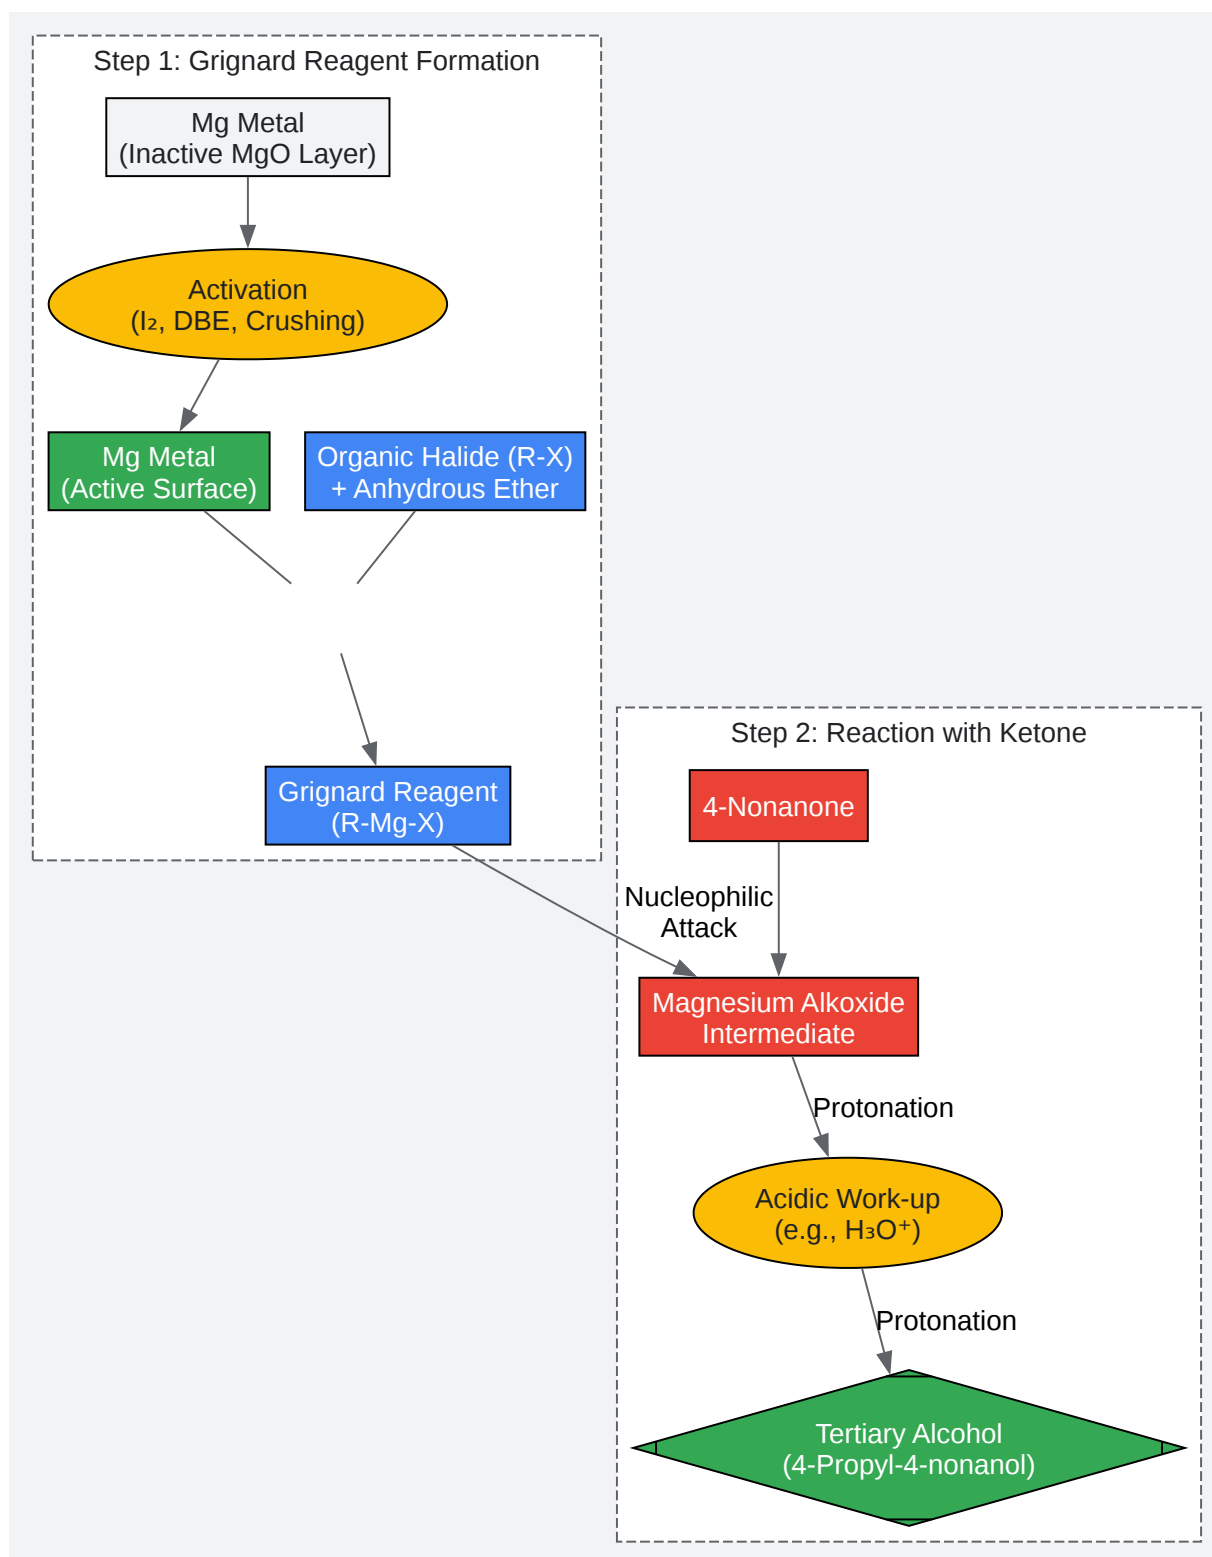 Step 1: Grignard Reagent Formation
Mg Metal
(Inactive MgO Layer)
Activation
(I₂, DBE, Crushing)
Mg Metal
(Active Surface)
Organic Halide (R-X)
+ Anhydrous Ether
Grignard Reagent
(R-Mg-X)
Step 2: Reaction with Ketone
4-Nonanone
Nucleophilic
Attack
Magnesium Alkoxide
Intermediate
Protonation
Acidic Work-up
(e.g., H₃O⁺)
Protonation
Tertiary Alcohol
(4-Propyl-4-nonanol)